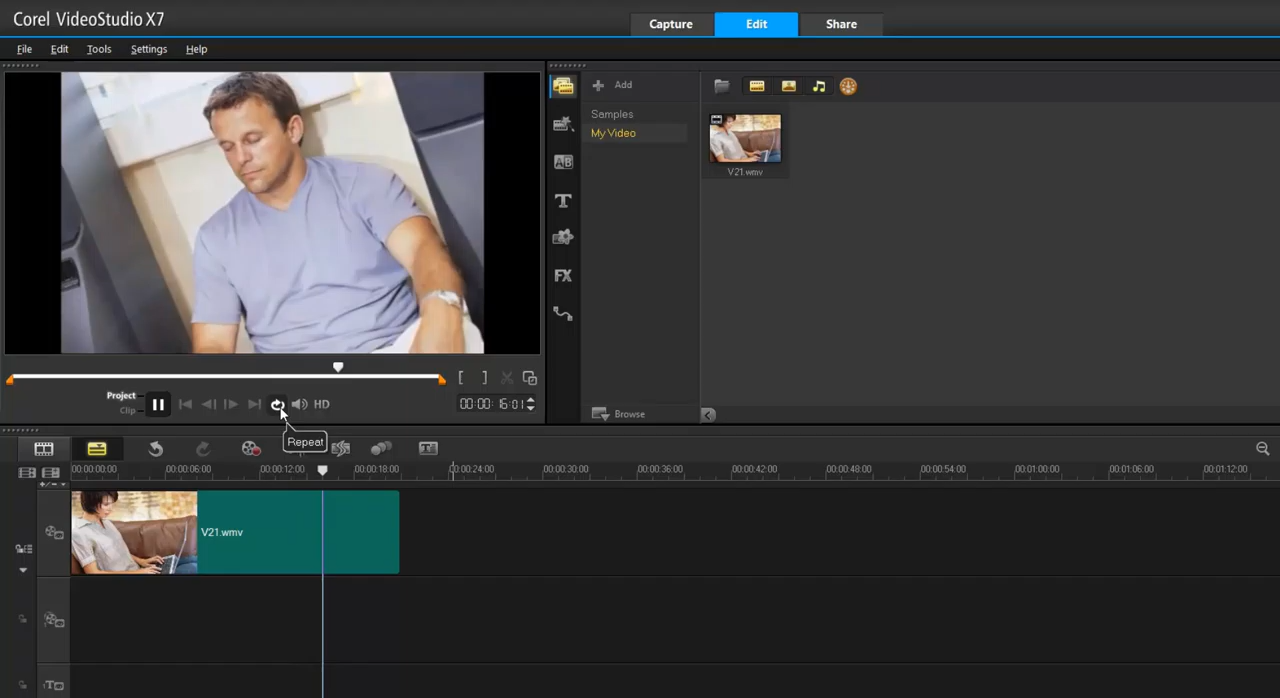 Corel VideoStudio X7
Capture
Edit
Share
File
Edit
Tools
Settings
Help
Add
Samples
My Video
V21.wmv
AB
T
FX
Project
Clip
HD
00:00:16:01
Browse
Repeat
00:00:00:00
00:00:06:00
00:00:12:00
00:00:18:00
00:00:24:00
00:00:30:00
00:00:36:00
00:00:42:00
00:00:48:00
00:00:54:00
00:01:00:00
00:01:06:00
00:01:12:00
V21.wmv